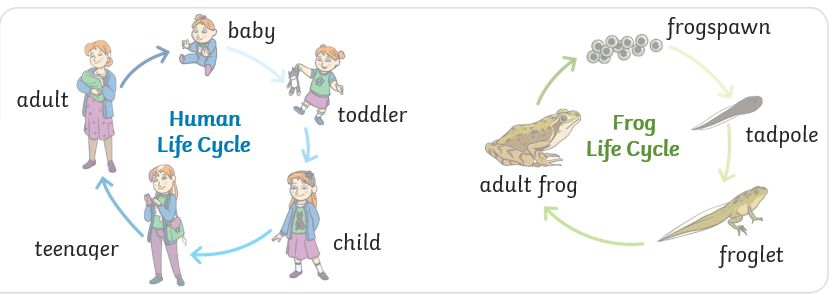 baby
toddler
child
teenager
adult
Human
Life Cycle
frogspawn
tadpole
froglet
adult frog
Frog
Life Cycle